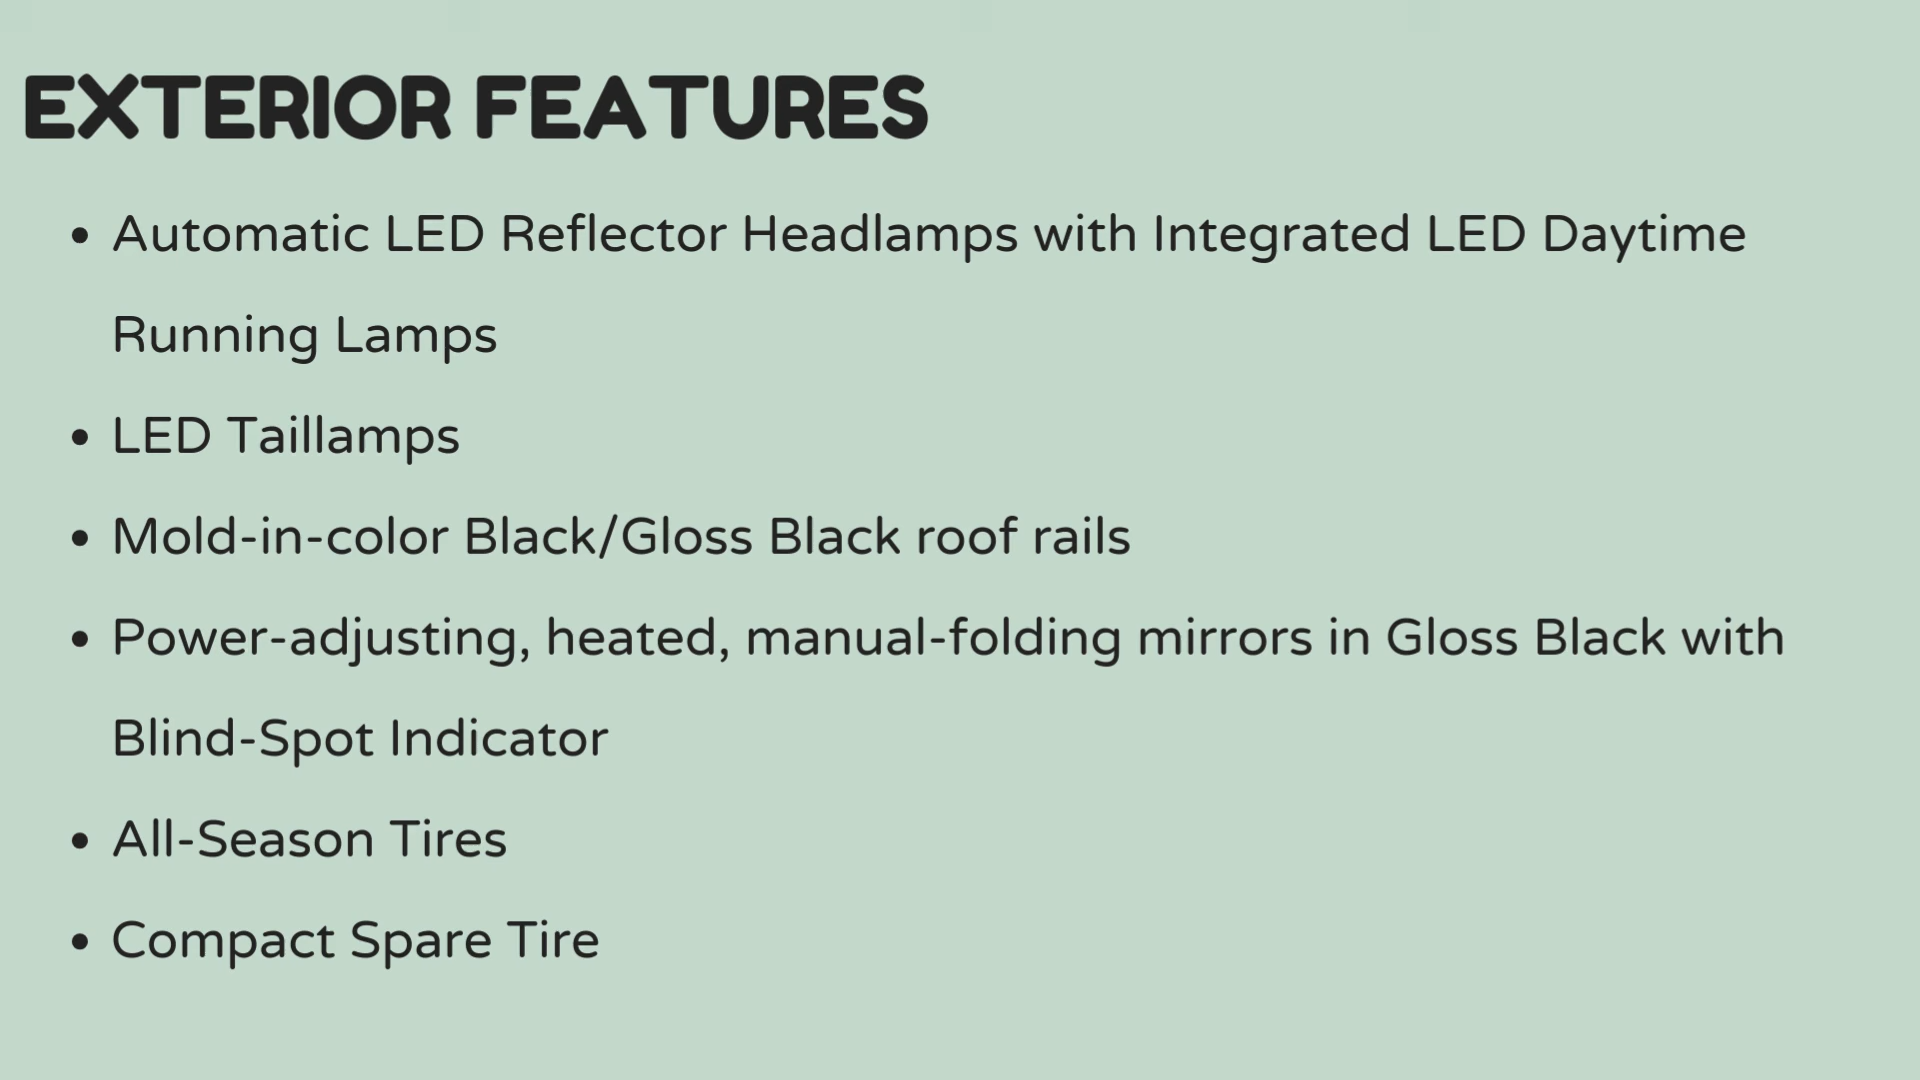 EXTERIOR FEATURES
• Automatic LED Reflector Headlamps with Integrated LED Daytime
Running Lamps
• LED Taillamps
• Mold-in-color Black/Gloss Black roof rails
• Power-adjusting, heated, manual-folding mirrors in Gloss Black with
Blind-Spot Indicator
• All-Season Tires
• Compact Spare Tire